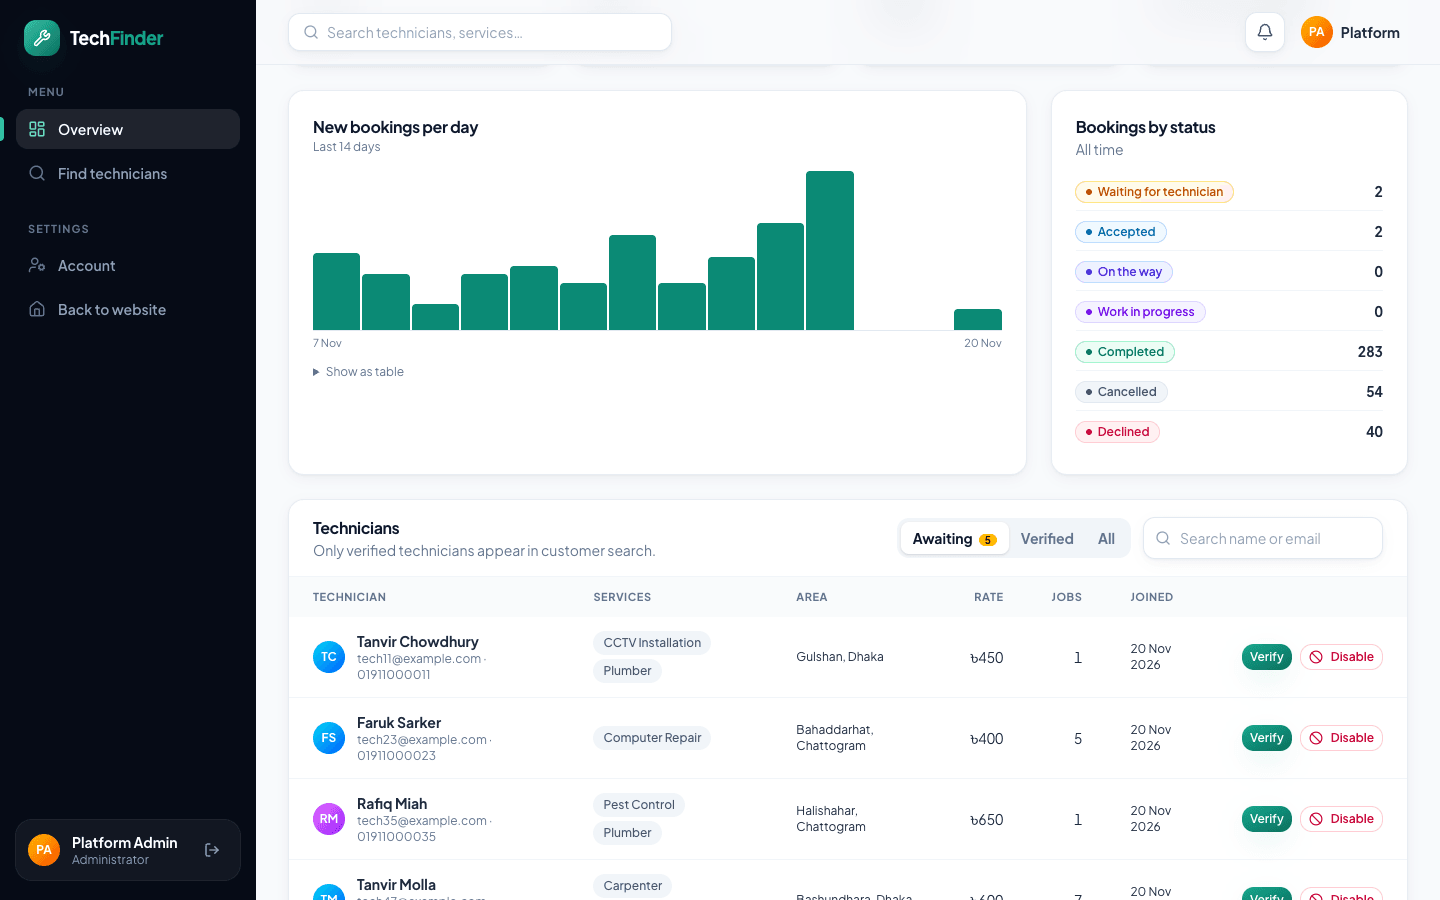 TechFinder
MENU
Overview
Find technicians
SETTINGS
Account
Back to website
PA
Platform Admin
Administrator
Search technicians, services...
PA
Platform
New bookings per day
Last 14 days
7 Nov
20 Nov
Show as table
Bookings by status
All time
Waiting for technician 2
Accepted 2
On the way 0
Work in progress 0
Completed 283
Cancelled 54
Declined 40
Technicians
Only verified technicians appear in customer search.
Awaiting 5 Verified All
Search name or email
TECHNICIAN SERVICES AREA RATE JOBS JOINED
TC
Tanvir Chowdhury
tech11@example.com ·
01911000011
CCTV Installation
Plumber
Gulshan, Dhaka
৳450
1
20 Nov
2026
Verify
Disable
FS
Faruk Sarker
tech23@example.com ·
01911000023
Computer Repair
Bahaddarhat,
Chattogram
৳400
5
20 Nov
2026
Verify
Disable
RM
Rafiq Miah
tech35@example.com ·
01911000035
Pest Control
Plumber
Halishahar,
Chattogram
৳650
1
20 Nov
2026
Verify
Disable
TM
Tanvir Molla
Carpenter
Bashundhara, Dhaka
৳600
7
20 Nov
Verify
Disable